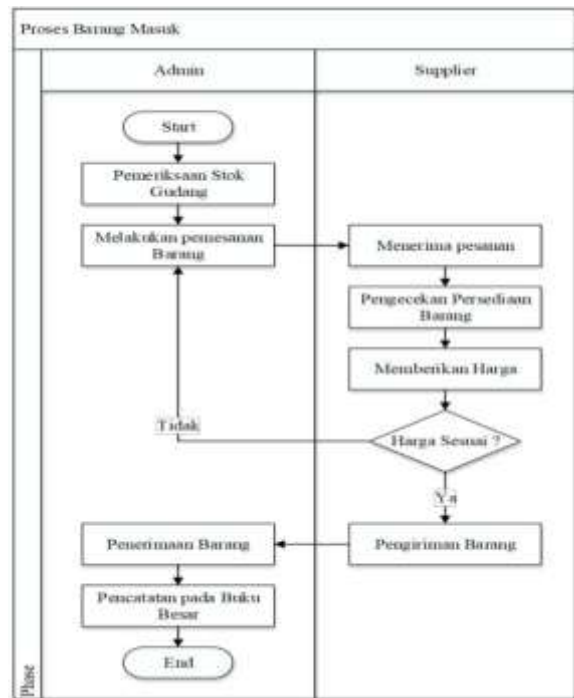 Proses Barang Masuk
Admin
Supplier
Start
Pemeriksaan Stok
Gudang
Melakukan pemesanan
Barang
Menerima pesanan
Pengecekan Persediaan
Barang
Memberikan Harga
Harga Sesuai ?
Tidak
Ya
Pengiriman Barang
Penerimaan Barang
Pencatatan pada Buku
Besar
End
Phase